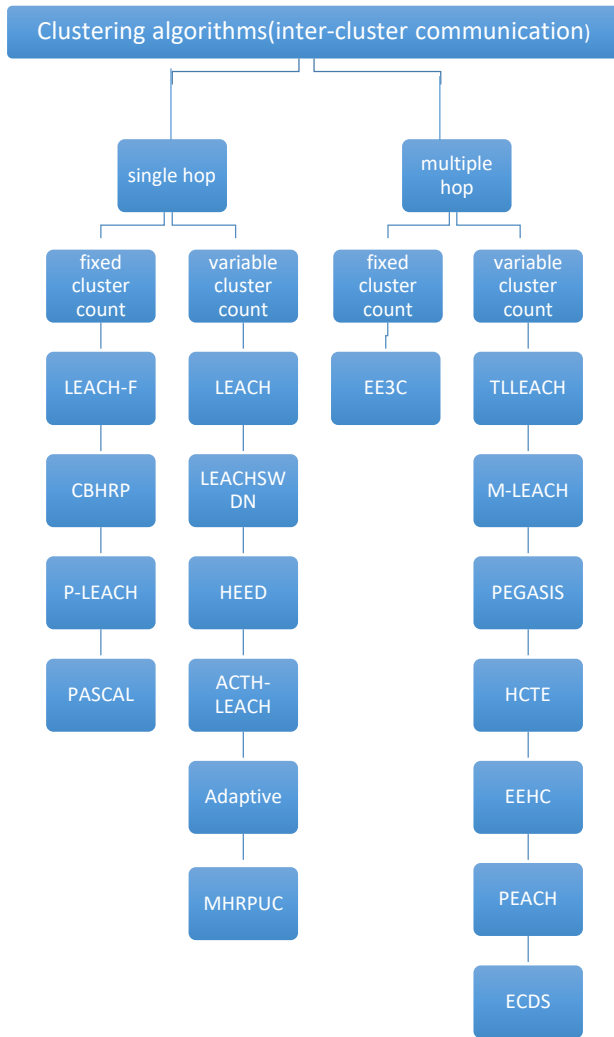 Clustering algorithms(inter-cluster communication)
single hop
multiple
hop
fixed
cluster
count
variable
cluster
count
fixed
cluster
count
variable
cluster
count
LEACH-F
LEACH
EE3C
TLLEACH
CBHRP
LEACHSW
DN
M-LEACH
P-LEACH
HEED
PEGASIS
PASCAL
ACTH-
LEACH
HCTE
Adaptive
EEHC
MHRPUC
PEACH
ECDS